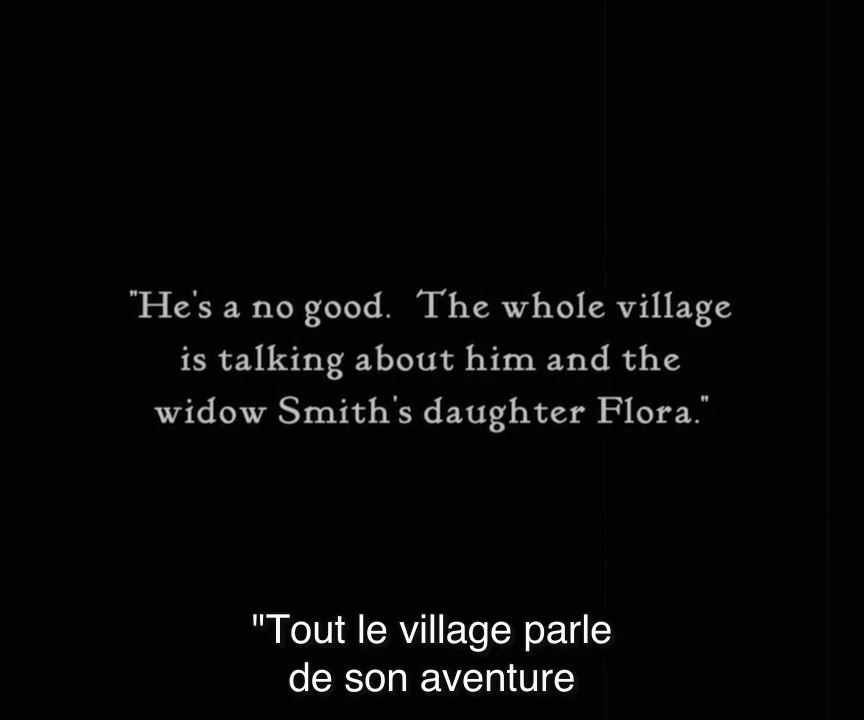 "He's a no good. The whole village
is talking about him and the
widow Smith's daughter Flora."
"Tout le village parle
de son aventure